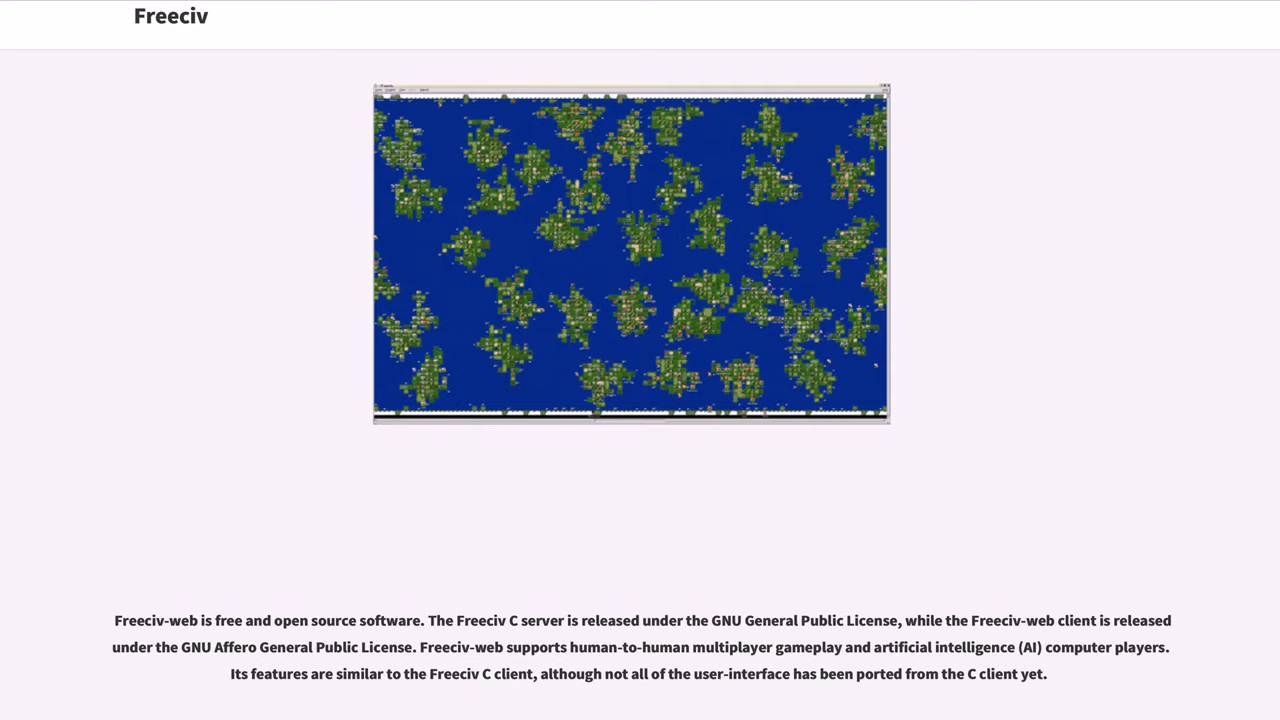 Freeciv
Freeciv-web is free and open source software. The Freeciv C server is released under the GNU General Public License, while the Freeciv-web client is released
under the GNU Affero General Public License. Freeciv-web supports human-to-human multiplayer gameplay and artificial intelligence (AI) computer players.
Its features are similar to the Freeciv C client, although not all of the user-interface has been ported from the C client yet.